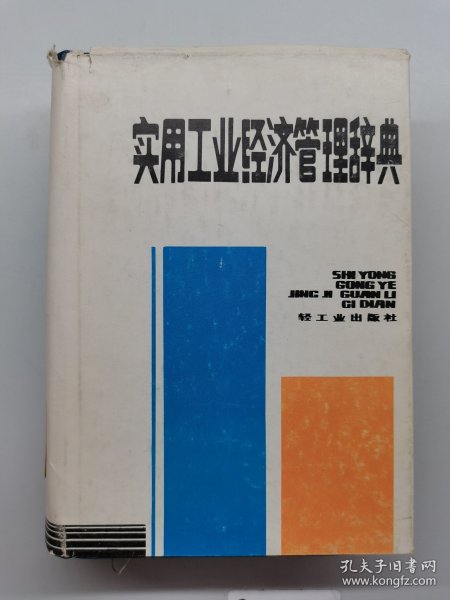 实用工业经济管理辞典
SHI YONG
GONG YE
JING JI GUAN LI
CI DIAN
轻工业出版社
孔夫子旧书网
www.kongfz.com